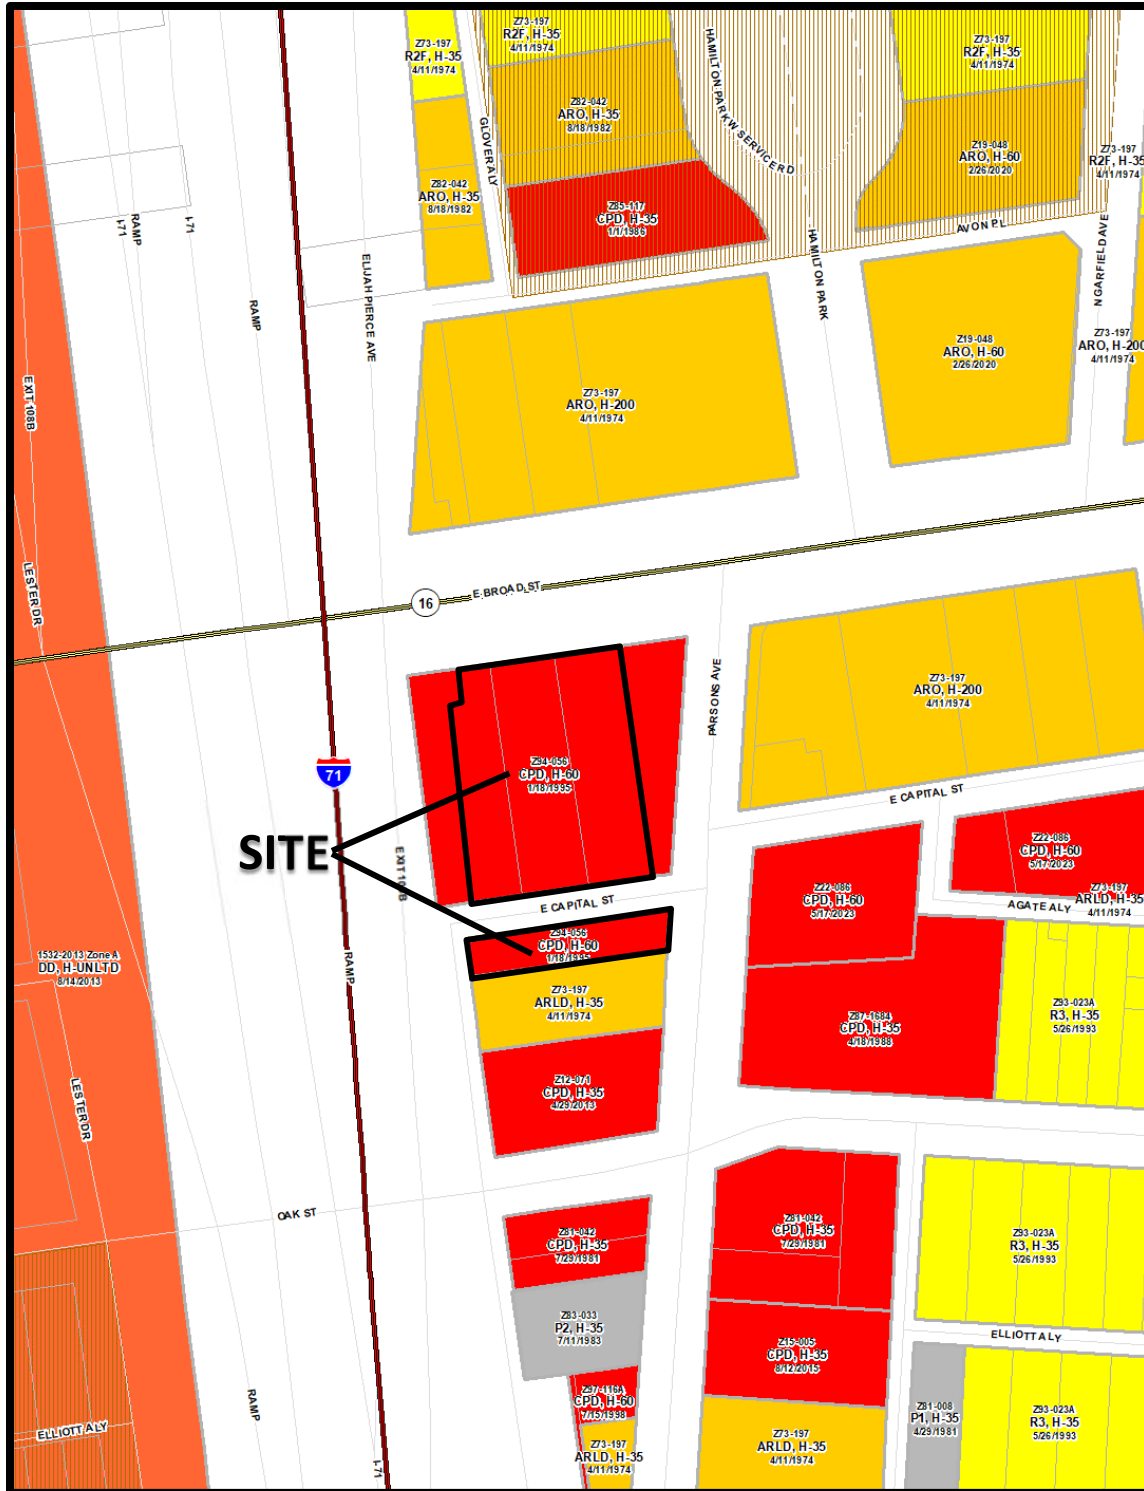 Z73-197
R2F, H-35
4/11/1974
Z73-197
R2F, H-35
4/11/1974
Z73-197
R2F, H-35
4/11/1974
HAMILTON PARK W SERVICE RD
Z82-042
ARO, H-35
8/18/1982
GLOVER ALY
Z19-048
ARO, H-60
2/26/2020
Z73-197
R2F, H-35
4/11/1974
Z82-042
ARO, H-35
8/18/1982
Z85-117
CPD, H-35
1/1/1986
I-71
RAMP
I-71
AVON PL
HAMILTON PARK
N GARFIELD AVE
ELIJAH PIERCE AVE
RAMP
Z19-048
ARO, H-60
2/26/2020
Z73-197
ARO, H-200
4/11/1974
EXIT 108B
Z73-197
ARO, H-200
4/11/1974
LESTER DR
E BROAD ST
16
PARSONS AVE
Z73-197
ARO, H-200
4/11/1974
Z94-056
CPD, H-60
1/18/1995
71
E CAPITAL ST
SITE
EXIT 108B
Z22-086
CPD, H-60
5/17/2023
Z22-086
CPD, H-60
5/17/2023
Z73-197
ARLD, H-35
4/11/1974
AGATE ALY
E CAPITAL ST
Z94-056
CPD, H-60
1/18/1995
1532-2013 Zone A
DD, H-UNLTD
8/14/2013
RAMP
Z73-197
ARLD, H-35
4/11/1974
Z87-1684
CPD, H-35
4/18/1988
Z93-023A
R3, H-35
5/26/1993
Z12-071
CPD, H-35
4/29/2013
LESTER DR
OAK ST
Z81-042
CPD, H-35
7/29/1981
Z81-042
CPD, H-35
7/29/1981
Z93-023A
R3, H-35
5/26/1993
Z83-033
P2, H-35
7/11/1983
Z15-005
CPD, H-35
8/12/2015
ELLIOTT ALY
Z97-116A
CPD, H-60
7/15/1998
RAMP
Z81-008
P1, H-35
4/29/1981
Z93-023A
R3, H-35
5/26/1993
ELLIOTT ALY
Z73-197
ARLD, H-35
4/11/1974
Z73-197
ARLD, H-35
4/11/1974
I-71